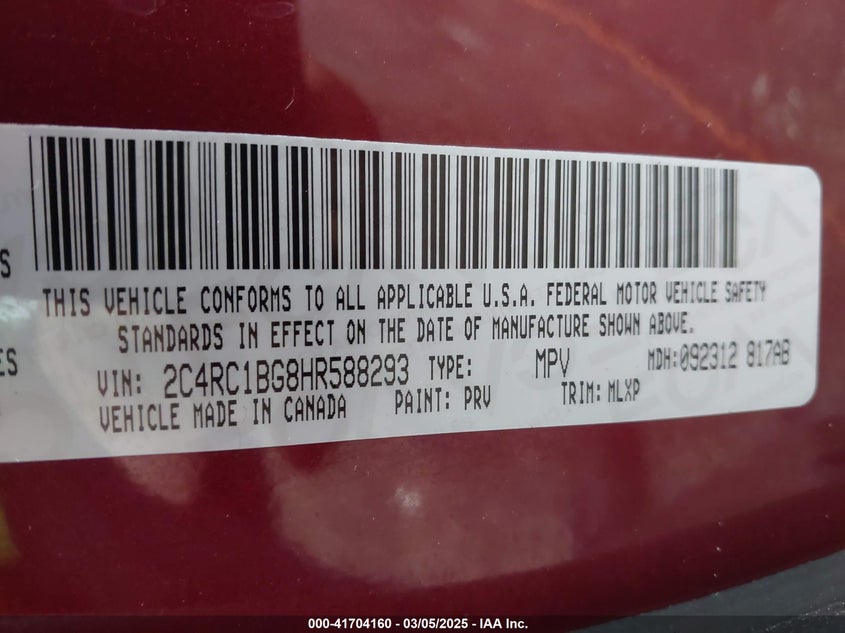 S
THIS VEHICLE CONFORMS TO ALL APPLICABLE U.S.A. FEDERAL MOTOR VEHICLE SAFETY
STANDARDS IN EFFECT ON THE DATE OF MANUFACTURE SHOWN ABOVE.
ES
VIN: 2C4RC1BG8HR588293 TYPE: MPV MDH:092312 817AB
VEHICLE MADE IN CANADA PAINT: PRV TRIM: MLXP
000-41704160 - 03/05/2025 - IAA Inc.